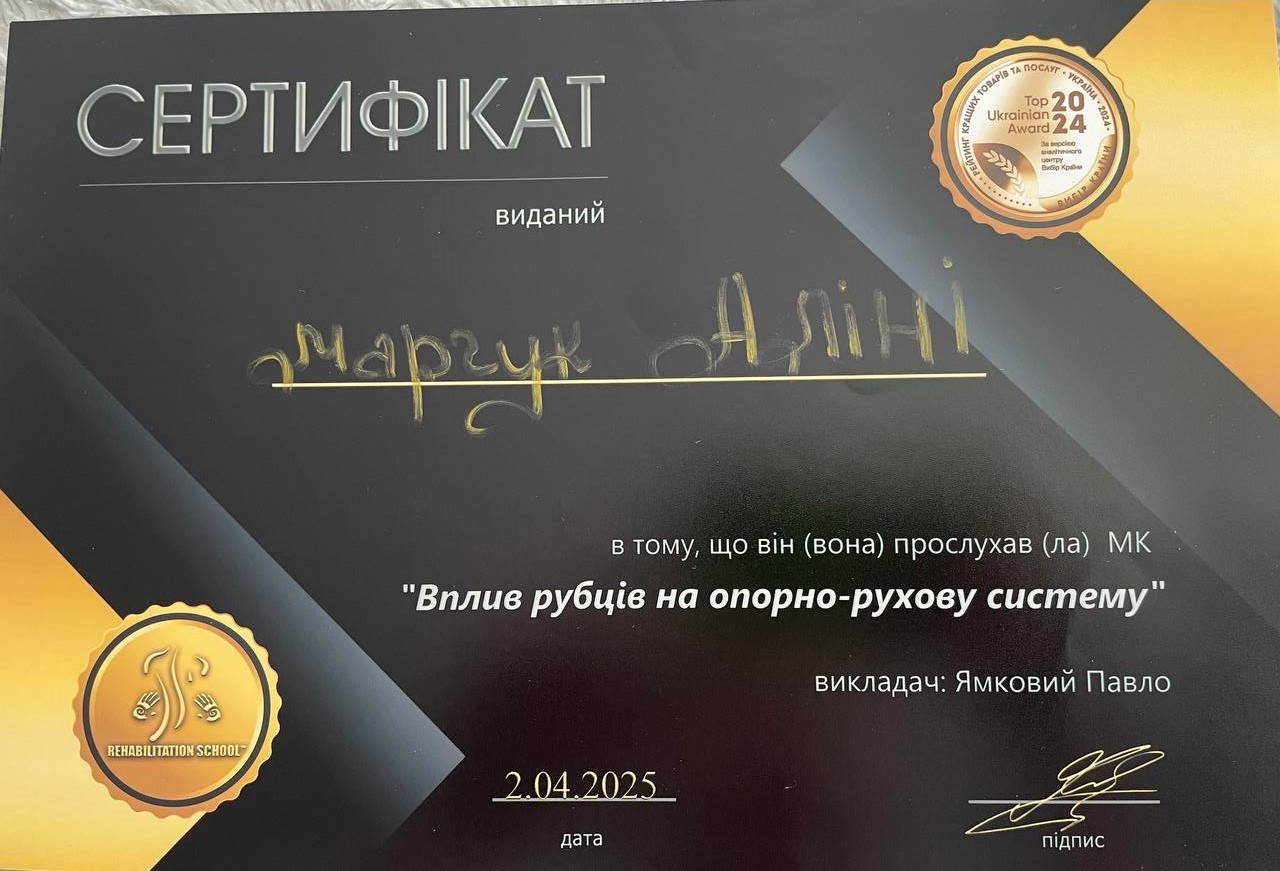 СЕРТИФІКАТ
виданий
Марчук Аліні
в тому, що він (вона) прослухав (ла) МК
"Вплив рубців на опорно-рухову систему"
викладач: Ямковий Павло
2.04.2025
дата
підпис
РЕЙТИНГ КРАЩИХ ТОВАРІВ ТА ПОСЛУГ • УКРАЇНА • 2024 •
Top 2024
Ukrainian
Award
За версією
аналітичного
центру
Вибір Країни
ВИБІР КРАЇНИ
REHABILITATION SCHOOL™